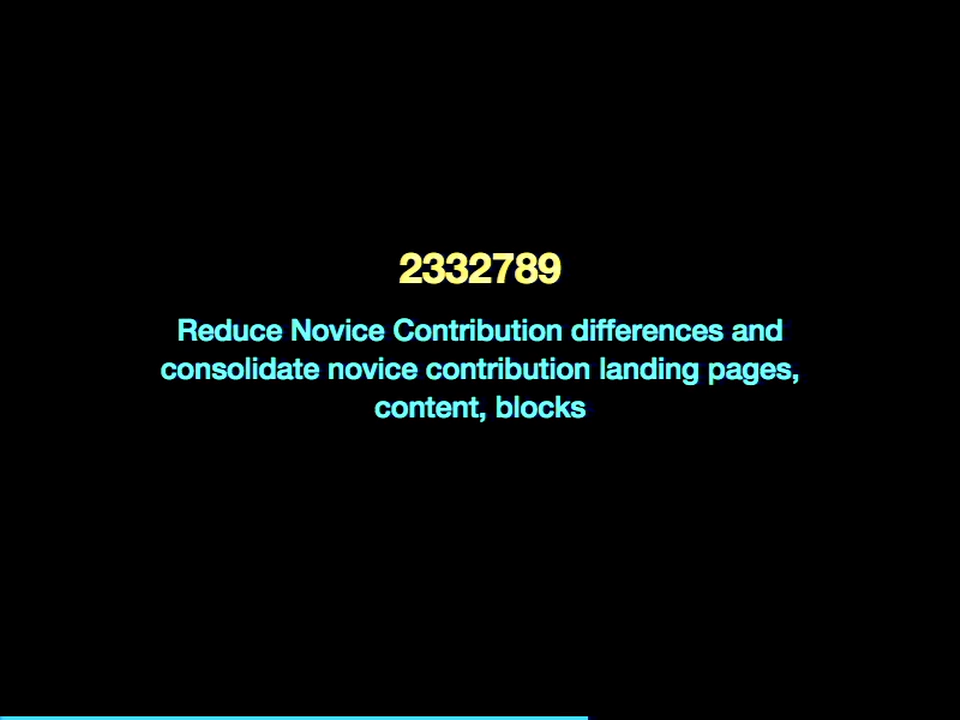 2332789
Reduce Novice Contribution differences and
consolidate novice contribution landing pages,
content, blocks